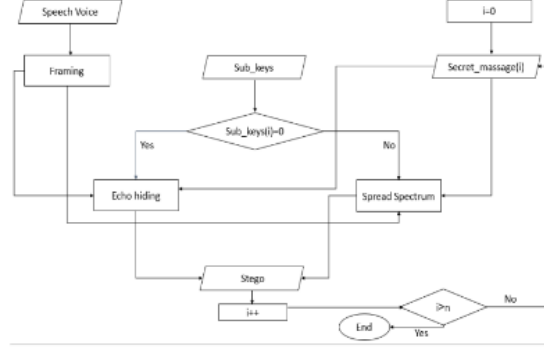 Speech Voice
i=0
Framing
Sub_keys
Secret_massage(i)
Sub_keys(i)=0
Yes
No
Echo hiding
Spread Spectrum
Stego
i++
i>n
No
End
Yes